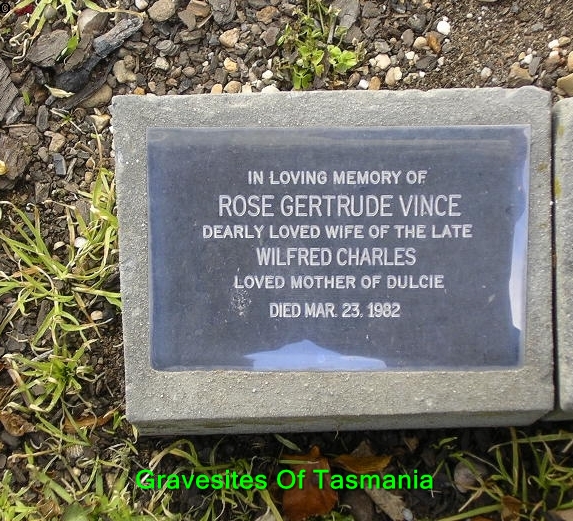 IN LOVING MEMORY OF
ROSE GERTRUDE VINCE
DEARLY LOVED WIFE OF THE LATE
WILFRED CHARLES
LOVED MOTHER OF DULCIE
DIED MAR. 23. 1982
Gravesites Of Tasmania